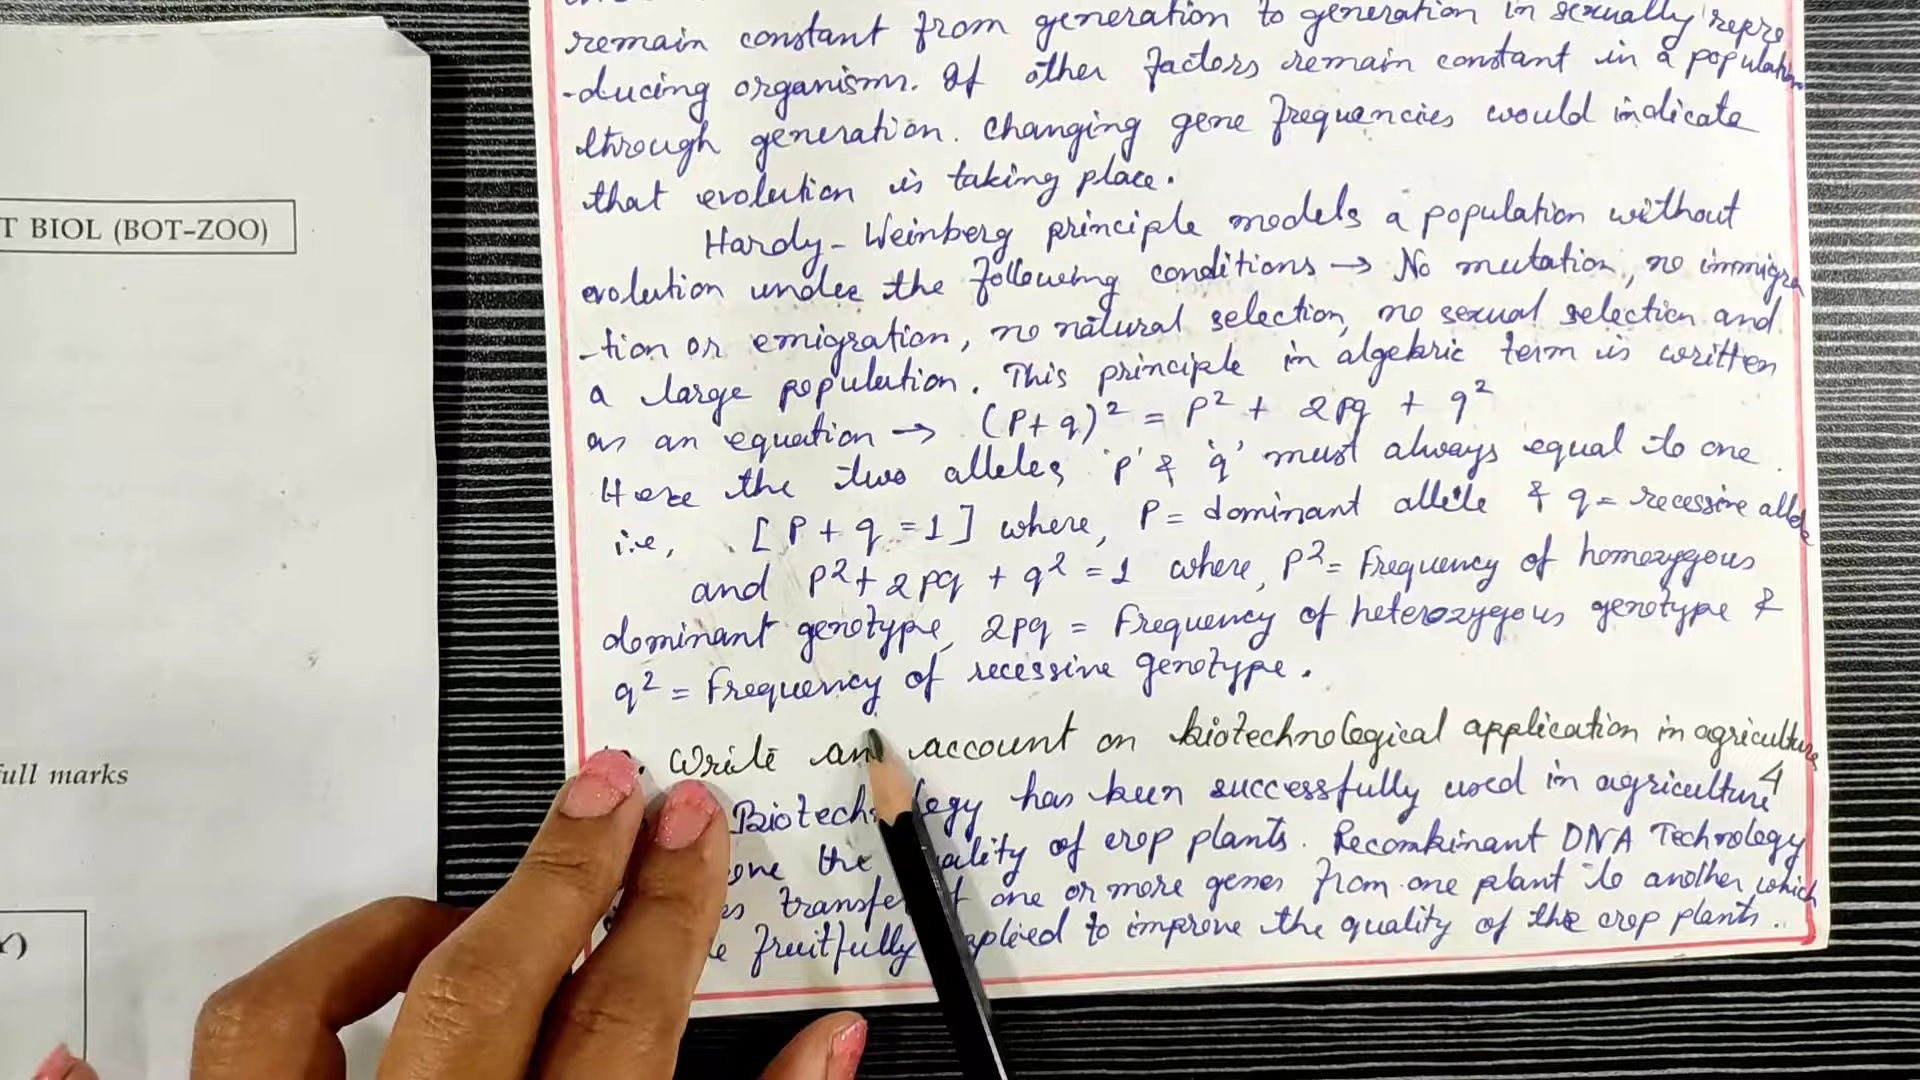 remain constant from generation to generation in sexually repro
-ducing organism. If other factors remain constant in a population
through generation. Changing gene frequencies would indicate
that evolution is taking place.
Hardy-Weinberg principle models a population without
evolution under the following conditions → No mutation, no immigra
-tion or emigration, no natural selection, no sexual selection and
a large population. This principle in algebric term is written
as an equation → (P+q)² = P² + 2pq + q²
Here the two alleles 'p' & 'q' must always equal to one.
i.e, [P + q = 1] where, P = dominant allele & q = recessive allele
and P² + 2pq + q² = 1 where, P² = Frequency of homozygous
dominant genotype, 2pq = Frequency of heterozygous genotype &
q² = Frequency of recessive genotype.
Write an account on biotechnological application in agriculture
4
has been successfully used in agriculture
the of crop plants. Recombinant DNA Technology
one or more genes from one plant to another, which
fruitfully to improve the quality of the crop plants.
T BIOL (BOT-ZOO)
full marks
Y)